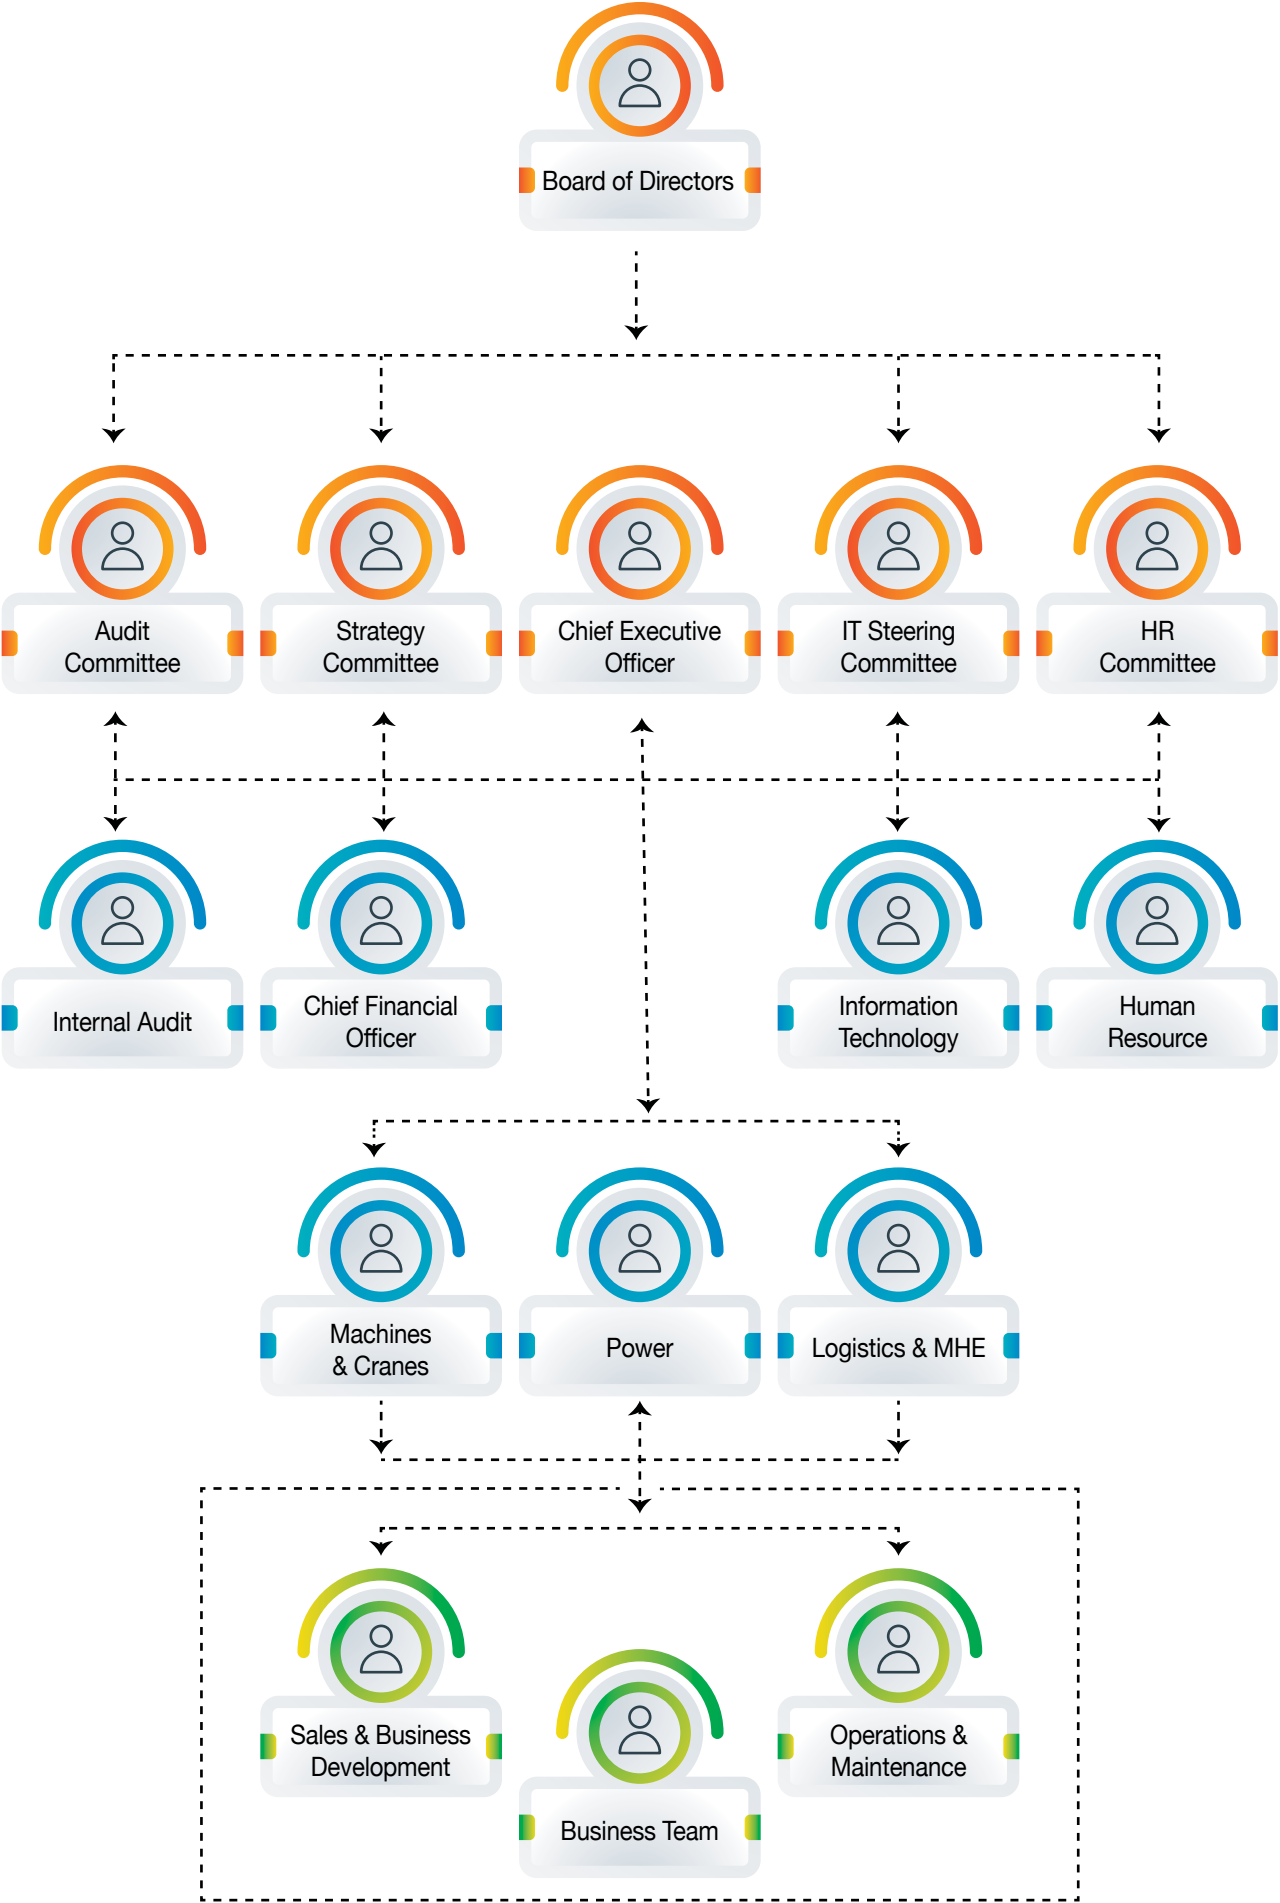 Board of Directors
Audit
Committee
Strategy
Committee
Chief Executive
Officer
IT Steering
Committee
HR
Committee
Internal Audit
Chief Financial
Officer
Information
Technology
Human
Resource
Machines
& Cranes
Power
Logistics & MHE
Sales & Business
Development
Business Team
Operations &
Maintenance